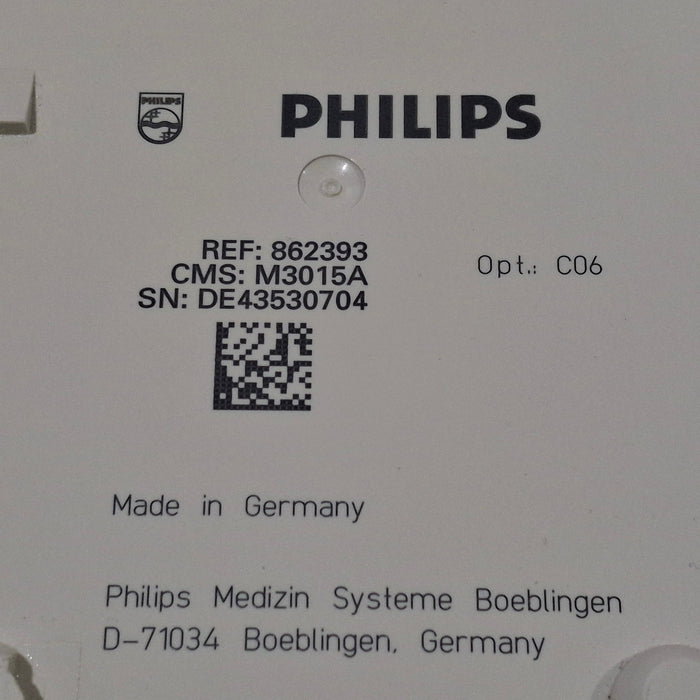 PHILIPS
PHILIPS
REF: 862393
CMS: M3015A
SN: DE43530704
Opt.: C06
Made in Germany
Philips Medizin Systeme Boeblingen
D-71034 Boeblingen, Germany